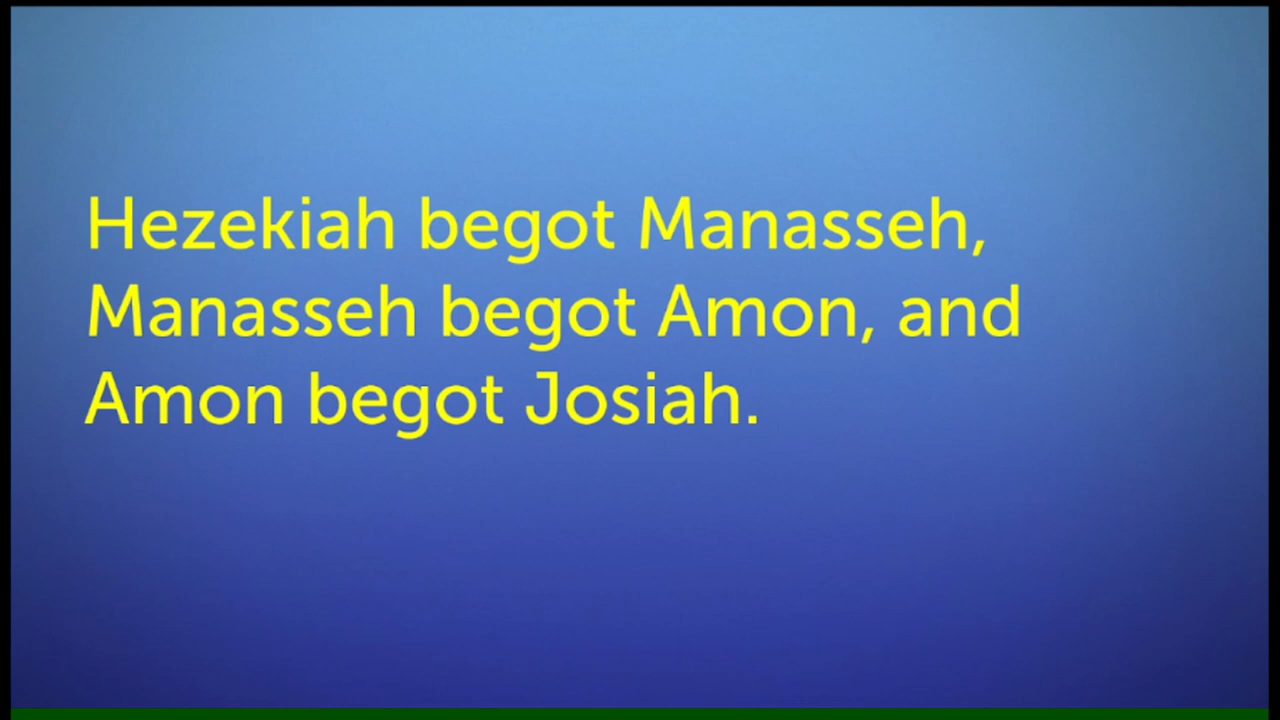 Hezekiah begot Manasseh,
Manasseh begot Amon, and
Amon begot Josiah.